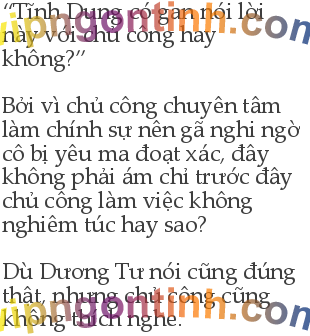 “Tĩnh Dung có gan nói lời
này với chủ công hay
không?”

Bởi vì chủ công chuyên tâm
làm chính sự nên gã nghi ngờ
cô bị yêu ma đoạt xác, đây
không phải ám chỉ trước đây
chủ công làm việc không
nghiêm túc hay sao?

Dù Dương Tư nói cũng đúng
thật, nhưng chủ công cũng
không thích nghe.
vipngontinh.com
vipngontinh.com